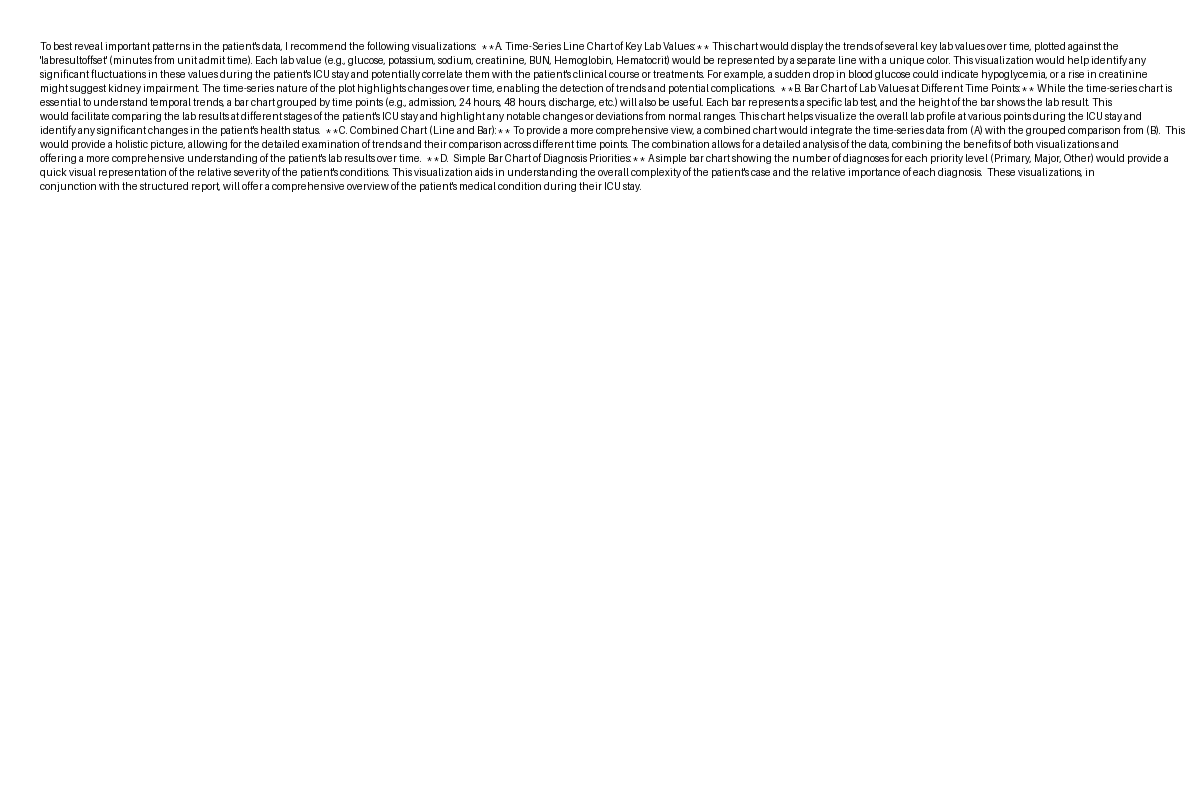 To best reveal important patterns in the patient's data, I recommend the following visualizations:  **A. Time-Series Line Chart of Key Lab Values:** This chart would display the trends of several key lab values over time, plotted against the
'labresultoffset' (minutes from unit admit time). Each lab value (e.g., glucose, potassium, sodium, creatinine, BUN, Hemoglobin, Hematocrit) would be represented by a separate line with a unique color. This visualization would help identify any
significant fluctuations in these values during the patient's ICU stay and potentially correlate them with the patient's clinical course or treatments. For example, a sudden drop in blood glucose could indicate hypoglycemia, or a rise in creatinine
might suggest kidney impairment. The time-series nature of the plot highlights changes over time, enabling the detection of trends and potential complications.  **B. Bar Chart of Lab Values at Different Time Points:** While the time-series chart is
essential to understand temporal trends, a bar chart grouped by time points (e.g., admission, 24 hours, 48 hours, discharge, etc.) will also be useful. Each bar represents a specific lab test, and the height of the bar shows the lab result. This
would facilitate comparing the lab results at different stages of the patient's ICU stay and highlight any notable changes or deviations from normal ranges. This chart helps visualize the overall lab profile at various points during the ICU stay and
identify any significant changes in the patient's health status.  **C. Combined Chart (Line and Bar):** To provide a more comprehensive view, a combined chart would integrate the time-series data from (A) with the grouped comparison from (B).  This
would provide a holistic picture, allowing for the detailed examination of trends and their comparison across different time points. The combination allows for a detailed analysis of the data, combining the benefits of both visualizations and
offering a more comprehensive understanding of the patient's lab results over time.  **D.  Simple Bar Chart of Diagnosis Priorities:** A simple bar chart showing the number of diagnoses for each priority level (Primary, Major, Other) would provide a
quick visual representation of the relative severity of the patient's conditions. This visualization aids in understanding the overall complexity of the patient's case and the relative importance of each diagnosis.  These visualizations, in
conjunction with the structured report, will offer a comprehensive overview of the patient's medical condition during their ICU stay.